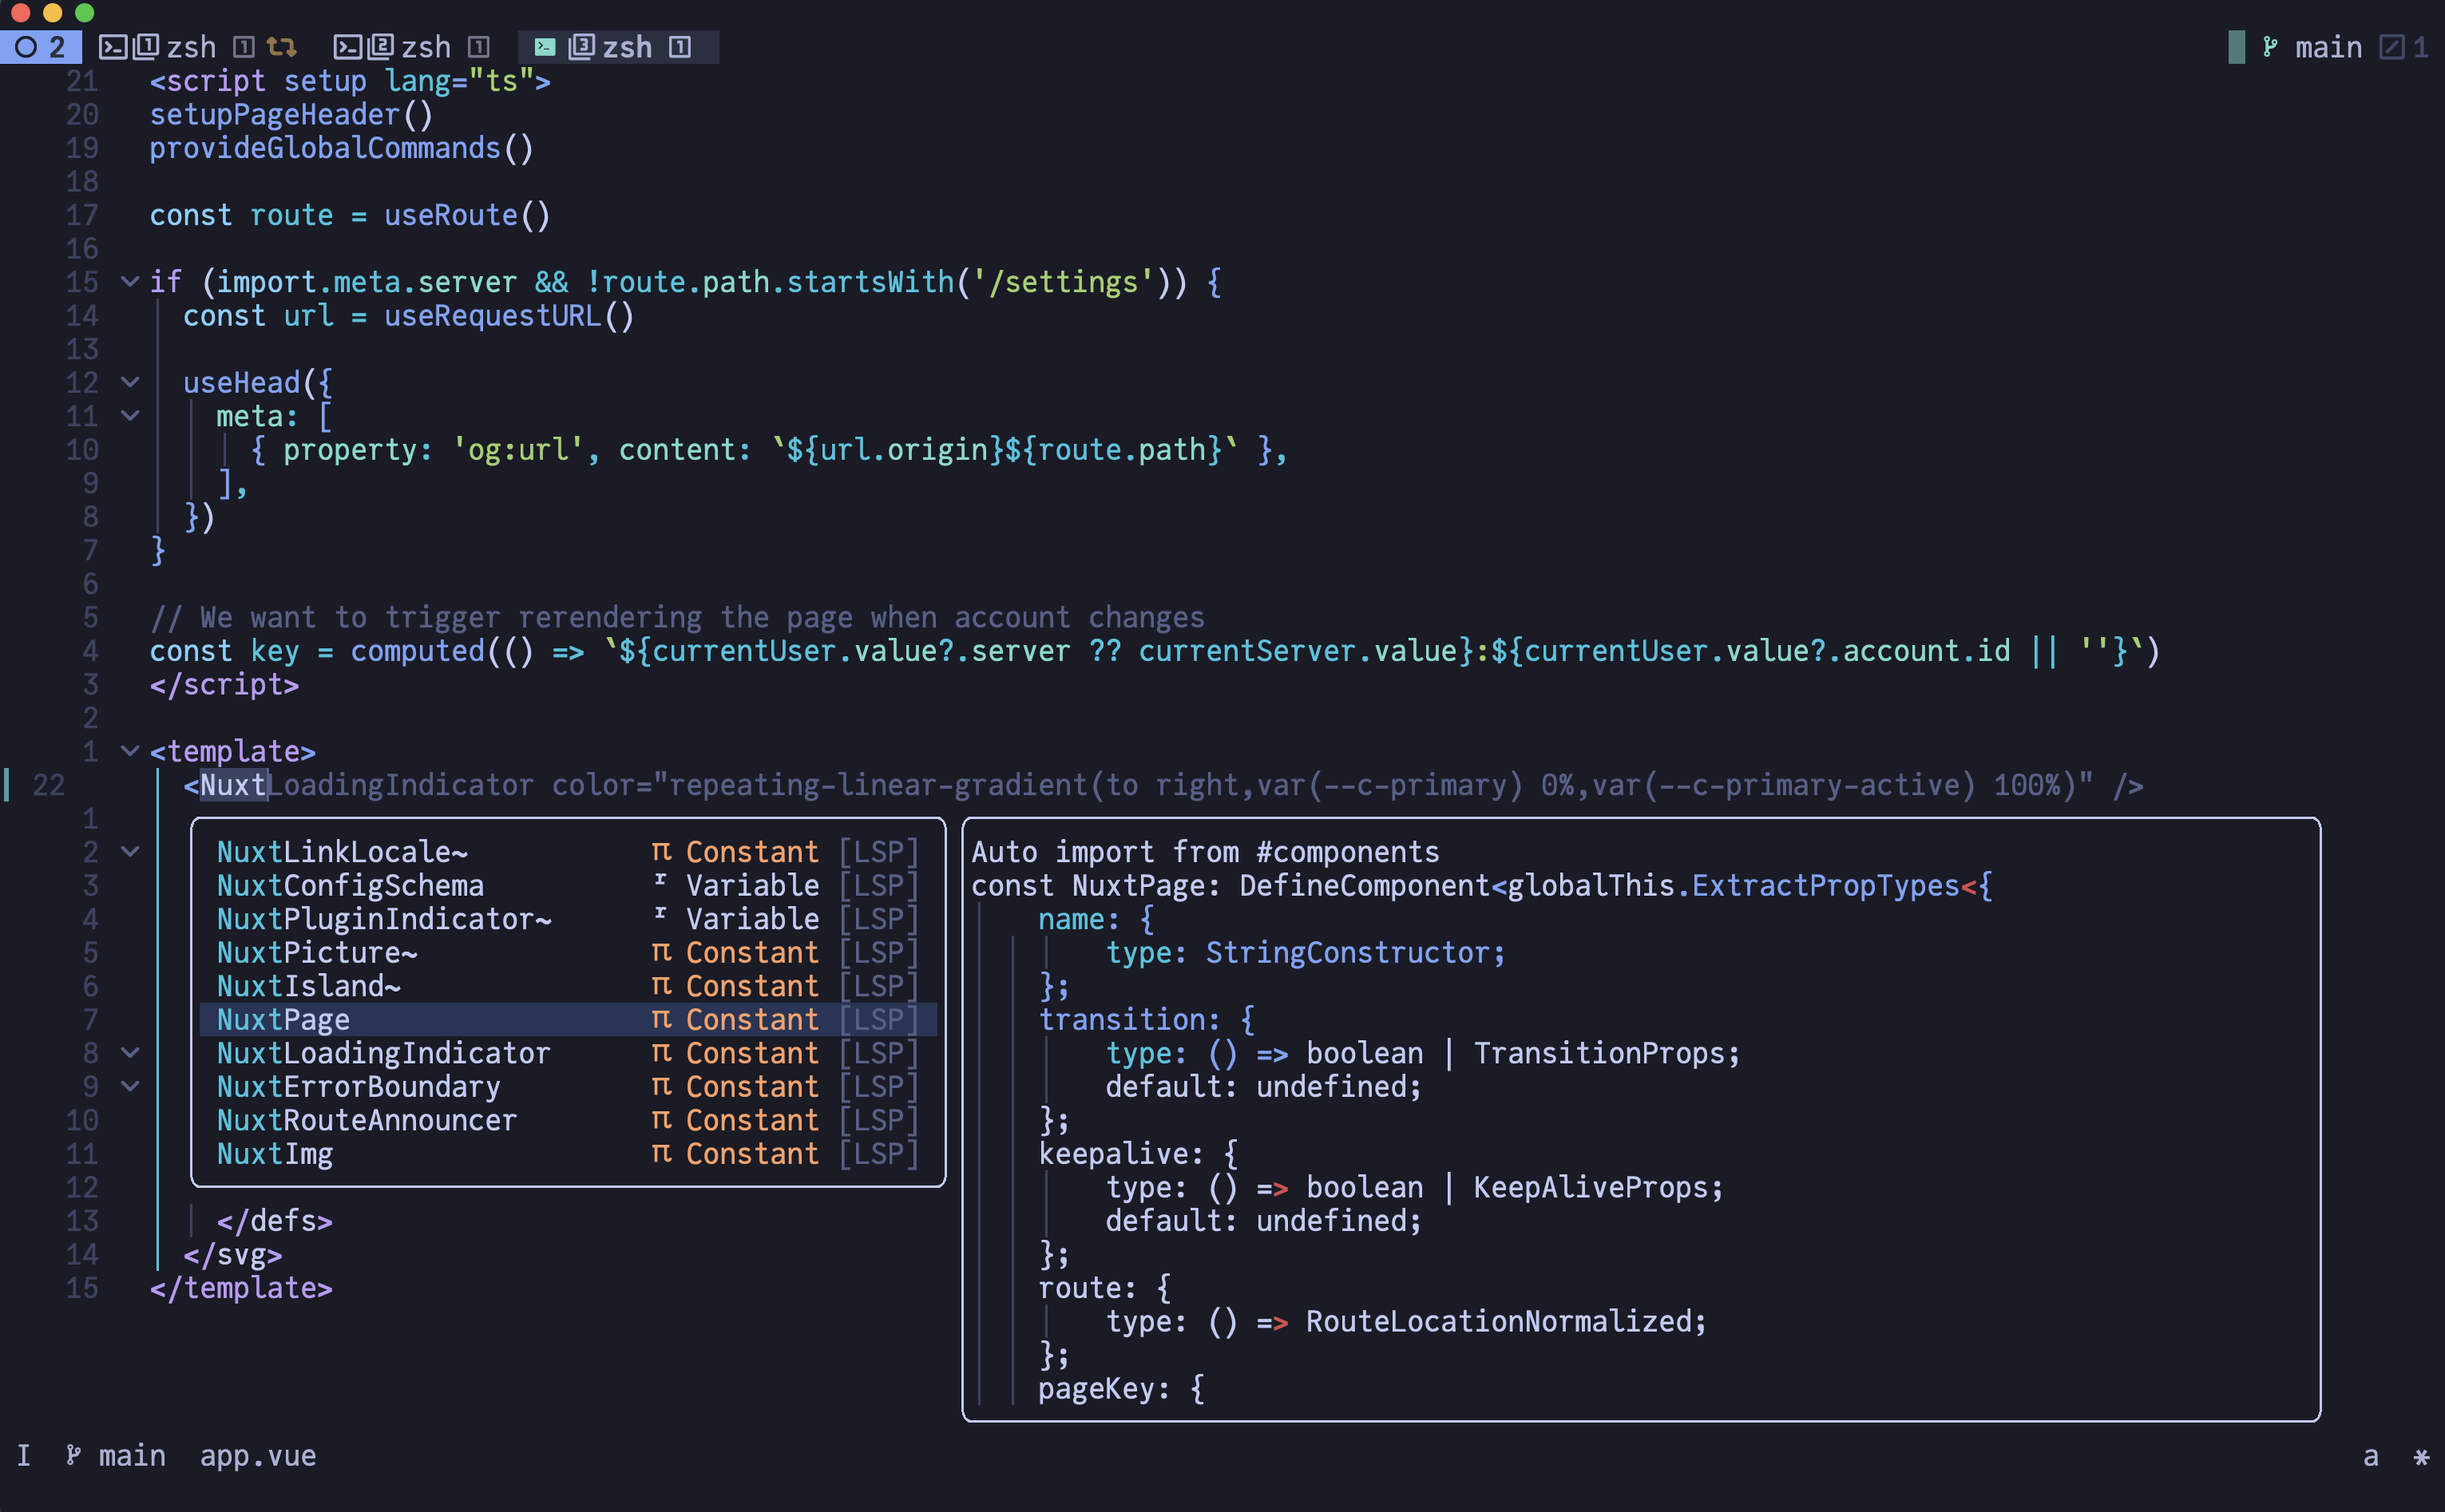 2 1 zsh 1 2 zsh 1 3 zsh 1 main 1
21 <script setup lang="ts">
20 setupPageHeader()
19 provideGlobalCommands()
18
17 const route = useRoute()
16
15 if (import.meta.server && !route.path.startsWith('/settings')) {
14 const url = useRequestURL()
13
12 useHead({
11 meta: [
10 { property: 'og:url', content: `${url.origin}${route.path}` },
9 ],
8 })
7 }
6
5 // We want to trigger rerendering the page when account changes
4 const key = computed(() => `${currentUser.value?.server ?? currentServer.value}:${currentUser.value?.account.id || ''}`)
3 </script>
2
1 <template>
22 <NuxtLoadingIndicator color="repeating-linear-gradient(to right,var(--c-primary) 0%,var(--c-primary-active) 100%)" />
1
2 NuxtLinkLocale~ π Constant [LSP] Auto import from #components
3 NuxtConfigSchema Variable [LSP] const NuxtPage: DefineComponent<globalThis.ExtractPropTypes<{
4 NuxtPluginIndicator~ Variable [LSP] name: {
5 NuxtPicture~ π Constant [LSP] type: StringConstructor;
6 NuxtIsland~ π Constant [LSP] };
7 NuxtPage π Constant [LSP] transition: {
8 NuxtLoadingIndicator π Constant [LSP] type: () => boolean | TransitionProps;
9 NuxtErrorBoundary π Constant [LSP] default: undefined;
10 NuxtRouteAnnouncer π Constant [LSP] };
11 NuxtImg π Constant [LSP] keepalive: {
12 type: () => boolean | KeepAliveProps;
13 </defs> default: undefined;
14 </svg> };
15 </template> route: {
type: () => RouteLocationNormalized;
};
pageKey: {
I main app.vue a *